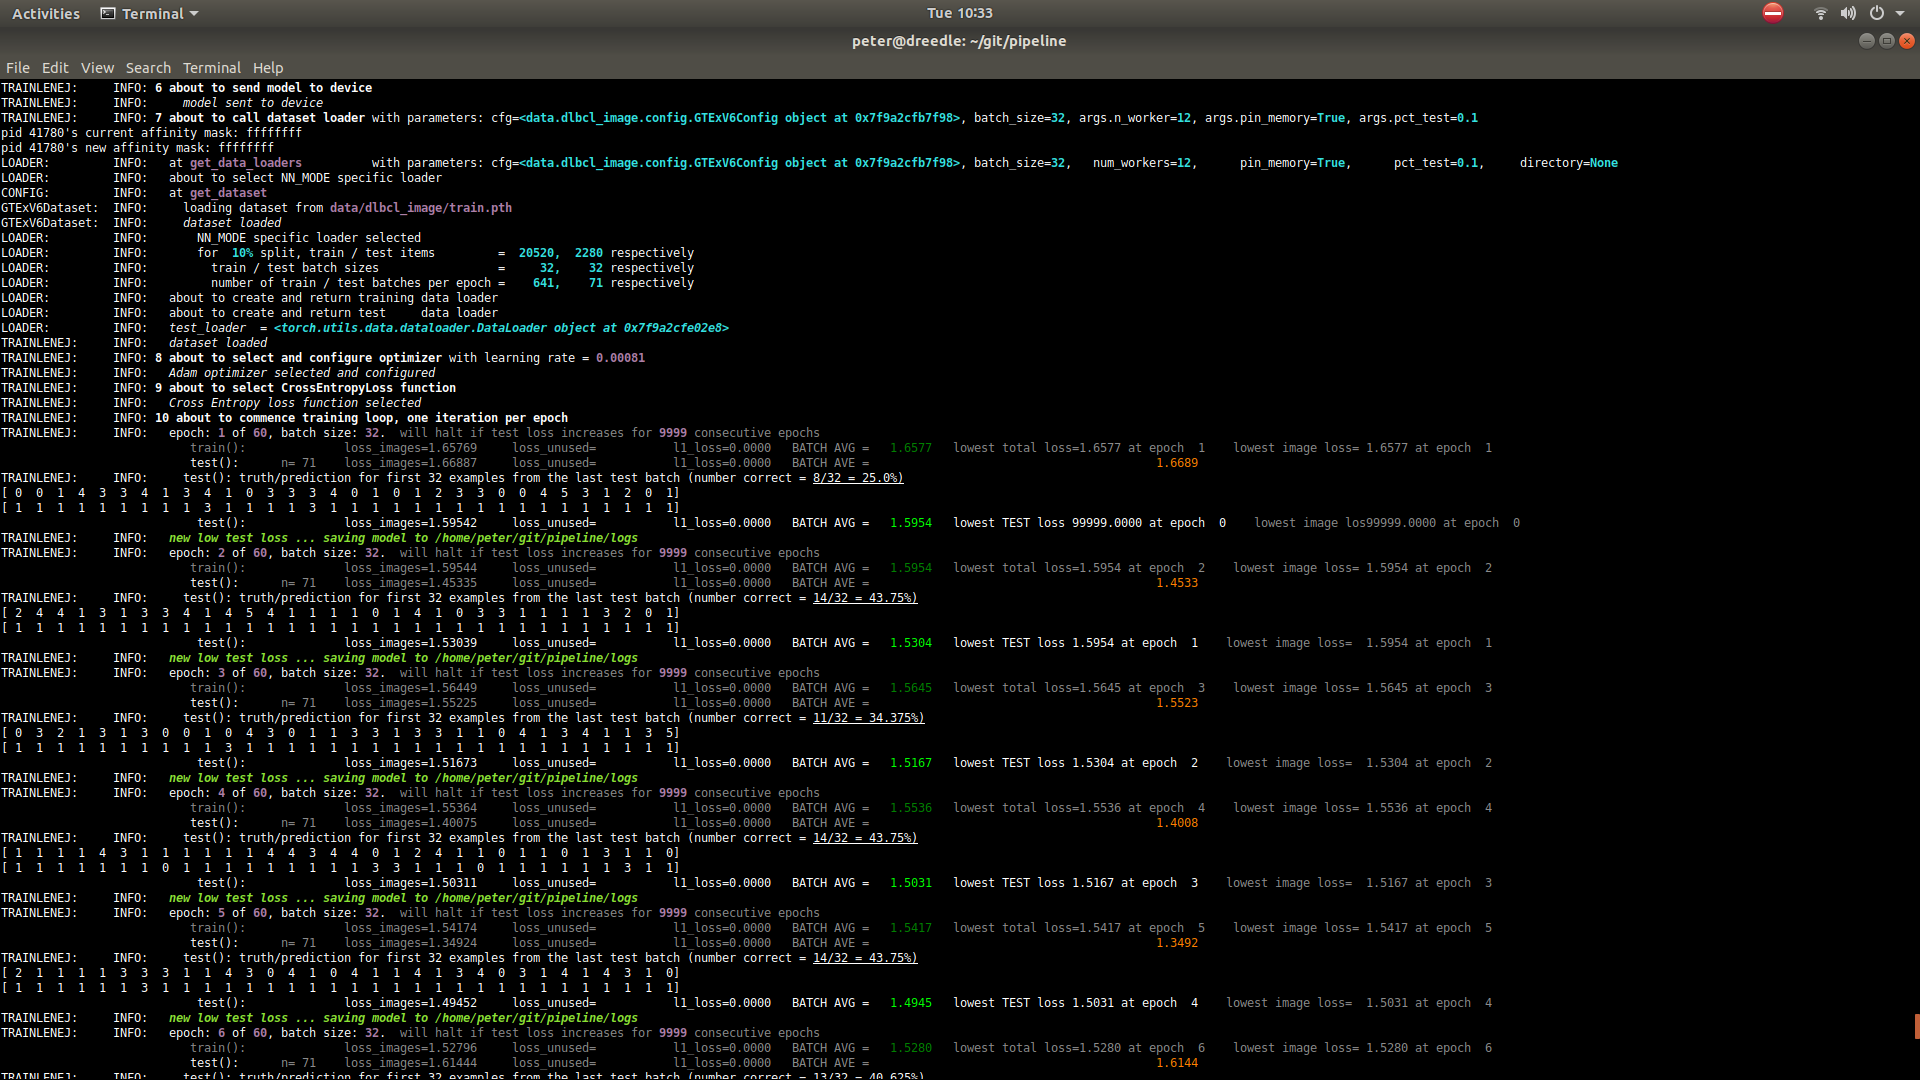 Activities Terminal Tue 10:33
peter@dreedle: ~/git/pipeline
File Edit View Search Terminal Help
TRAINLENEJ: INFO: 6 about to send model to device
TRAINLENEJ: INFO: model sent to device
TRAINLENEJ: INFO: 7 about to call dataset loader with parameters: cfg=<data.dlbcl_image.config.GTExV6Config object at 0x7f9a2cfb7f98>, batch_size=32, args.n_worker=12, args.pin_memory=True, args.pct_test=0.1
pid 41780's current affinity mask: ffffffff
pid 41780's new affinity mask: ffffffff
LOADER: INFO: at get_data_loaders with parameters: cfg=<data.dlbcl_image.config.GTExV6Config object at 0x7f9a2cfb7f98>, batch_size=32, num_workers=12, pin_memory=True, pct_test=0.1, directory=None
LOADER: INFO: about to select NN_MODE specific loader
CONFIG: INFO: at get_dataset
GTExV6Dataset: INFO: loading dataset from data/dlbcl_image/train.pth
GTExV6Dataset: INFO: dataset loaded
LOADER: INFO: NN_MODE specific loader selected
LOADER: INFO: for 10% split, train / test items = 20520, 2280 respectively
LOADER: INFO: train / test batch sizes = 32, 32 respectively
LOADER: INFO: number of train / test batches per epoch = 641, 71 respectively
LOADER: INFO: about to create and return training data loader
LOADER: INFO: about to create and return test data loader
LOADER: INFO: test_loader = <torch.utils.data.dataloader.DataLoader object at 0x7f9a2cfe02e8>
TRAINLENEJ: INFO: dataset loaded
TRAINLENEJ: INFO: 8 about to select and configure optimizer with learning rate = 0.00081
TRAINLENEJ: INFO: Adam optimizer selected and configured
TRAINLENEJ: INFO: 9 about to select CrossEntropyLoss function
TRAINLENEJ: INFO: Cross Entropy loss function selected
TRAINLENEJ: INFO: 10 about to commence training loop, one iteration per epoch
TRAINLENEJ: INFO: epoch: 1 of 60, batch size: 32. will halt if test loss increases for 9999 consecutive epochs
train(): loss_images=1.65769 loss_unused= l1_loss=0.0000 BATCH AVG = 1.6577 lowest total loss=1.6577 at epoch 1 lowest image loss= 1.6577 at epoch 1
test(): n= 71 loss_images=1.66887 loss_unused= l1_loss=0.0000 BATCH AVE = 1.6689
TRAINLENEJ: INFO: test(): truth/prediction for first 32 examples from the last test batch (number correct = 8/32 = 25.0%)
[ 0 0 1 4 3 3 4 1 3 4 1 0 3 3 3 4 0 1 0 1 2 3 3 0 0 4 5 3 1 2 0 1]
[ 1 1 1 1 1 1 1 1 1 3 1 1 1 1 3 1 1 1 1 1 1 1 1 1 1 1 1 1 1 1 1 1]
test(): loss_images=1.59542 loss_unused= l1_loss=0.0000 BATCH AVG = 1.5954 lowest TEST loss 99999.0000 at epoch 0 lowest image los99999.0000 at epoch 0
TRAINLENEJ: INFO: new low test loss ... saving model to /home/peter/git/pipeline/logs
TRAINLENEJ: INFO: epoch: 2 of 60, batch size: 32. will halt if test loss increases for 9999 consecutive epochs
train(): loss_images=1.59544 loss_unused= l1_loss=0.0000 BATCH AVG = 1.5954 lowest total loss=1.5954 at epoch 2 lowest image loss= 1.5954 at epoch 2
test(): n= 71 loss_images=1.45335 loss_unused= l1_loss=0.0000 BATCH AVE = 1.4533
TRAINLENEJ: INFO: test(): truth/prediction for first 32 examples from the last test batch (number correct = 14/32 = 43.75%)
[ 2 4 4 1 3 1 3 3 4 1 4 5 4 1 1 1 1 0 1 4 1 0 3 3 1 1 1 1 3 2 0 1]
[ 1 1 1 1 1 1 1 1 1 1 1 1 1 1 1 1 1 1 1 1 1 1 1 1 1 1 1 1 1 1 1 1]
test(): loss_images=1.53039 loss_unused= l1_loss=0.0000 BATCH AVG = 1.5304 lowest TEST loss 1.5954 at epoch 1 lowest image loss= 1.5954 at epoch 1
TRAINLENEJ: INFO: new low test loss ... saving model to /home/peter/git/pipeline/logs
TRAINLENEJ: INFO: epoch: 3 of 60, batch size: 32. will halt if test loss increases for 9999 consecutive epochs
train(): loss_images=1.56449 loss_unused= l1_loss=0.0000 BATCH AVG = 1.5645 lowest total loss=1.5645 at epoch 3 lowest image loss= 1.5645 at epoch 3
test(): n= 71 loss_images=1.55225 loss_unused= l1_loss=0.0000 BATCH AVE = 1.5523
TRAINLENEJ: INFO: test(): truth/prediction for first 32 examples from the last test batch (number correct = 11/32 = 34.375%)
[ 0 3 2 1 3 1 3 0 0 1 0 4 3 0 1 1 3 3 1 3 3 1 1 0 4 1 3 4 1 1 3 5]
[ 1 1 1 1 1 1 1 1 1 1 3 1 1 1 1 1 1 1 1 1 1 1 1 1 1 1 1 1 1 1 1 1]
test(): loss_images=1.51673 loss_unused= l1_loss=0.0000 BATCH AVG = 1.5167 lowest TEST loss 1.5304 at epoch 2 lowest image loss= 1.5304 at epoch 2
TRAINLENEJ: INFO: new low test loss ... saving model to /home/peter/git/pipeline/logs
TRAINLENEJ: INFO: epoch: 4 of 60, batch size: 32. will halt if test loss increases for 9999 consecutive epochs
train(): loss_images=1.55364 loss_unused= l1_loss=0.0000 BATCH AVG = 1.5536 lowest total loss=1.5536 at epoch 4 lowest image loss= 1.5536 at epoch 4
test(): n= 71 loss_images=1.40075 loss_unused= l1_loss=0.0000 BATCH AVE = 1.4008
TRAINLENEJ: INFO: test(): truth/prediction for first 32 examples from the last test batch (number correct = 14/32 = 43.75%)
[ 1 1 1 1 4 3 1 1 1 1 1 1 4 4 3 4 4 0 1 2 4 1 1 0 1 1 0 1 3 1 1 0]
[ 1 1 1 1 1 1 1 0 1 1 1 1 1 1 1 1 1 3 3 1 1 1 0 1 1 1 1 1 1 3 1 1]
test(): loss_images=1.50311 loss_unused= l1_loss=0.0000 BATCH AVG = 1.5031 lowest TEST loss 1.5167 at epoch 3 lowest image loss= 1.5167 at epoch 3
TRAINLENEJ: INFO: new low test loss ... saving model to /home/peter/git/pipeline/logs
TRAINLENEJ: INFO: epoch: 5 of 60, batch size: 32. will halt if test loss increases for 9999 consecutive epochs
train(): loss_images=1.54174 loss_unused= l1_loss=0.0000 BATCH AVG = 1.5417 lowest total loss=1.5417 at epoch 5 lowest image loss= 1.5417 at epoch 5
test(): n= 71 loss_images=1.34924 loss_unused= l1_loss=0.0000 BATCH AVE = 1.3492
TRAINLENEJ: INFO: test(): truth/prediction for first 32 examples from the last test batch (number correct = 14/32 = 43.75%)
[ 2 1 1 1 1 3 3 3 1 1 4 3 0 4 1 0 4 1 1 4 1 3 4 0 3 1 4 1 4 3 1 0]
[ 1 1 1 1 1 1 3 1 1 1 1 1 1 1 1 1 1 1 1 1 1 1 1 1 1 1 1 1 1 1 1 1]
test(): loss_images=1.49452 loss_unused= l1_loss=0.0000 BATCH AVG = 1.4945 lowest TEST loss 1.5031 at epoch 4 lowest image loss= 1.5031 at epoch 4
TRAINLENEJ: INFO: new low test loss ... saving model to /home/peter/git/pipeline/logs
TRAINLENEJ: INFO: epoch: 6 of 60, batch size: 32. will halt if test loss increases for 9999 consecutive epochs
train(): loss_images=1.52796 loss_unused= l1_loss=0.0000 BATCH AVG = 1.5280 lowest total loss=1.5280 at epoch 6 lowest image loss= 1.5280 at epoch 6
test(): n= 71 loss_images=1.61444 loss_unused= l1_loss=0.0000 BATCH AVE = 1.6144
TRAINLENEJ: INFO: test(): truth/prediction for first 32 examples from the last test batch (number correct = 13/32 = 40.625%)